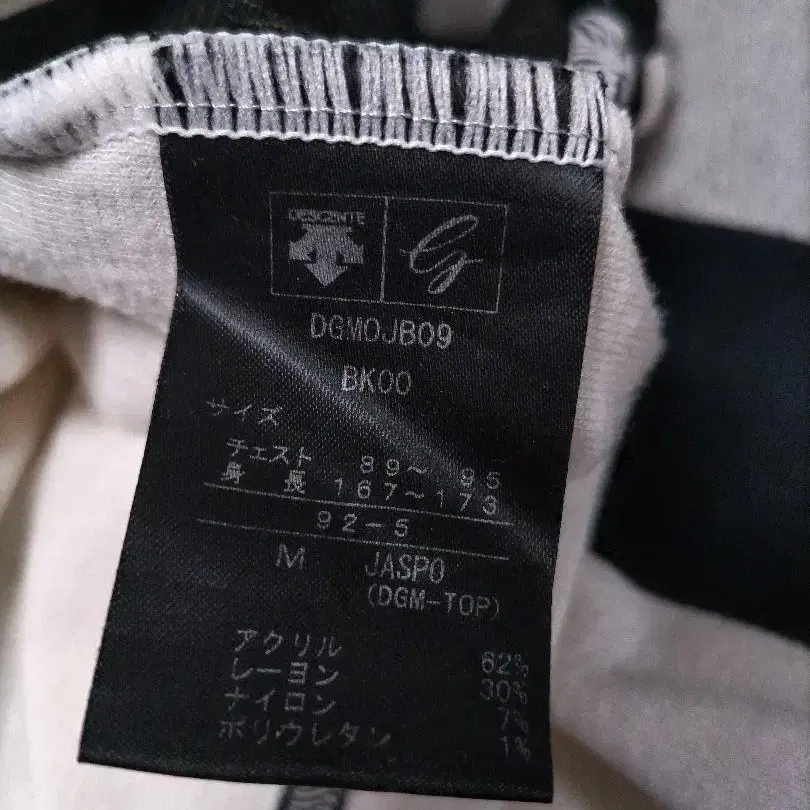 DESCENTE G
DGMOJB09
BK00
サイズ
チェスト 89～ 95
身 長 167～173
92-5
M JASPO
(DGM-TOP)
アクリル 62%
レーヨン 30%
ナイロン 7%
ポリウレタン 1%